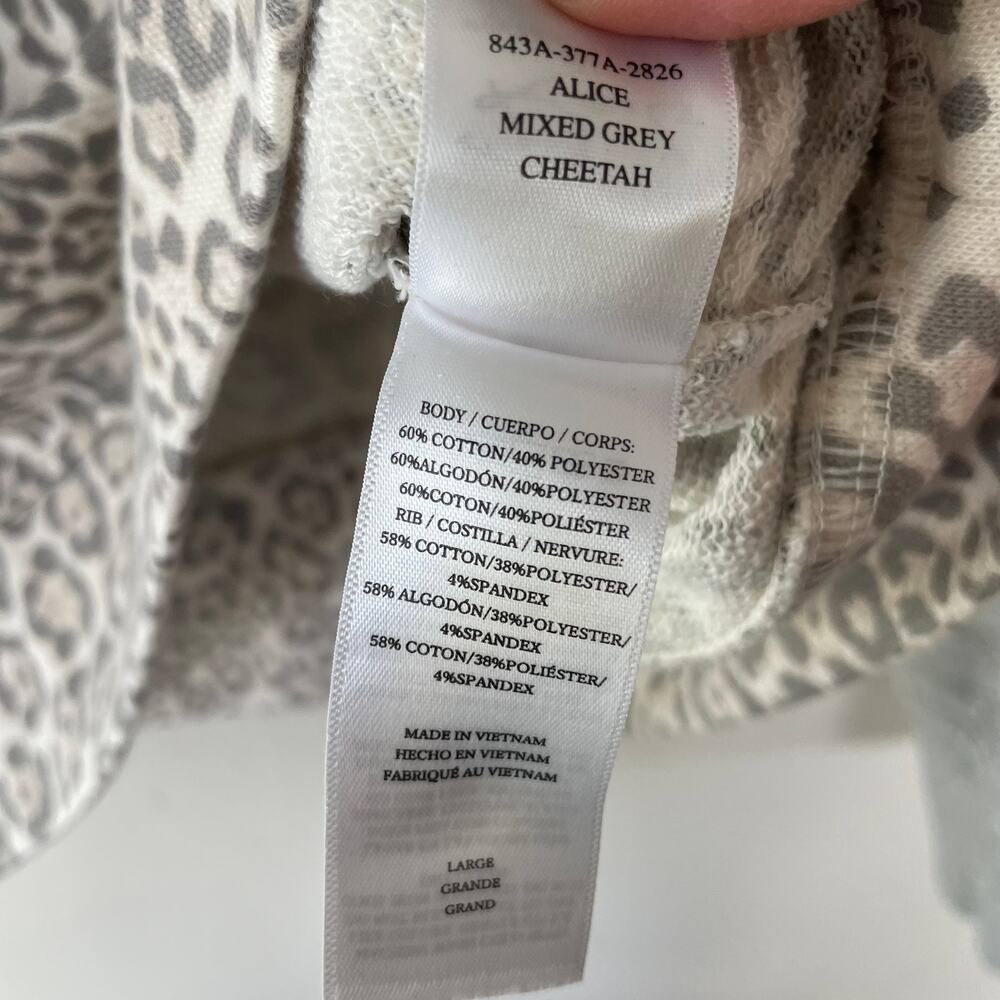 843A-377A-2826
ALICE
MIXED GREY
CHEETAH
BODY / CUERPO / CORPS:
60% COTTON/40% POLYESTER
60%ALGODÓN/40%POLYESTER
60%COTON/40%POLIÉSTER
RIB / COSTILLA / NERVURE:
58% COTTON/38%POLYESTER/
4%SPANDEX
58% ALGODÓN/38%POLYESTER/
4%SPANDEX
58% COTON/38%POLIÉSTER/
4%SPANDEX
MADE IN VIETNAM
HECHO EN VIETNAM
FABRIQUÉ AU VIETNAM
LARGE
GRANDE
GRAND